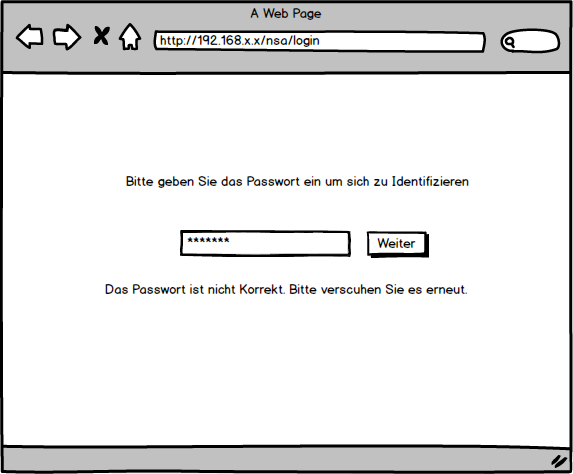 A Web Page
http://192.168.x.x/nsa/login
Bitte geben Sie das Passwort ein um sich zu Identifizieren
*******
Weiter
Das Passwort ist nicht Korrekt. Bitte verscuhen Sie es erneut.